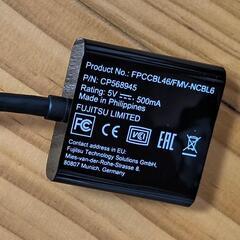 Product No.: FPCCBL46/FMV-NCBL6
P/N: CP568945
Rating: 5V ⎓ 500mA
Made in Philippines
FUJITSU LIMITED
CE VCI EAC
Contact address in EU:
Fujitsu Technology Solutions GmbH
Mies-van-der-Rohe-Strasse 8,
80807 Munich, Germany